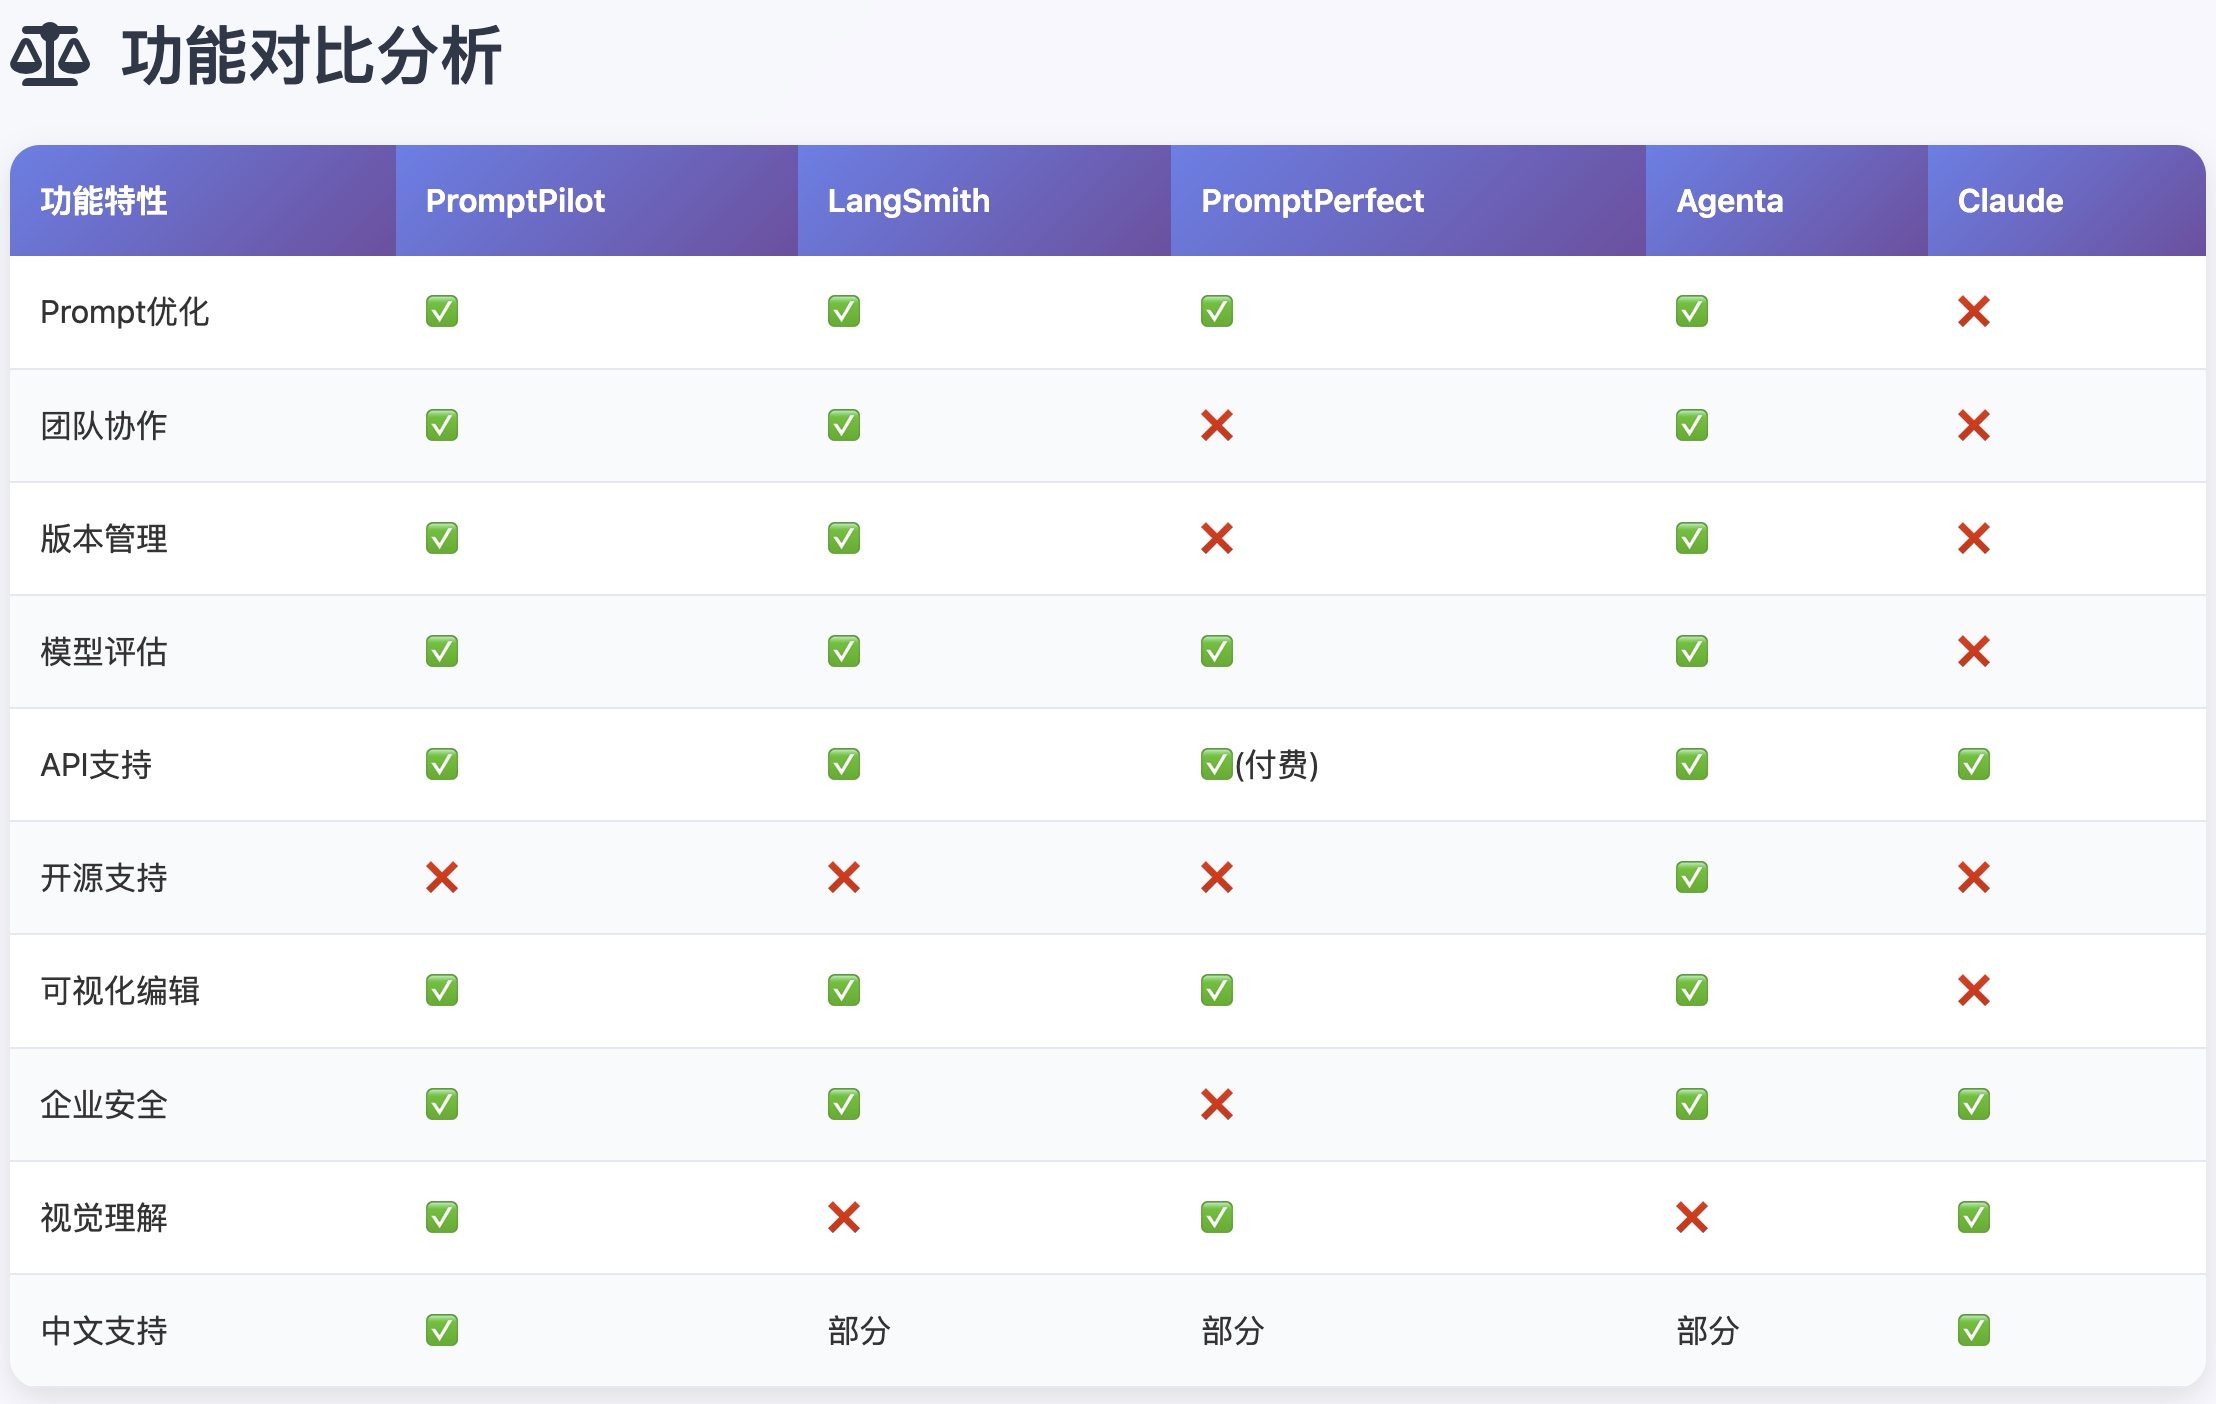 功能对比分析
功能特性 PromptPilot LangSmith PromptPerfect Agenta Claude
Prompt优化 ✅ ✅ ✅ ✅ ❌
团队协作 ✅ ✅ ❌ ✅ ❌
版本管理 ✅ ✅ ❌ ✅ ❌
模型评估 ✅ ✅ ✅ ✅ ❌
API支持 ✅ ✅ ✅(付费) ✅ ✅
开源支持 ❌ ❌ ❌ ✅ ❌
可视化编辑 ✅ ✅ ✅ ✅ ❌
企业安全 ✅ ✅ ❌ ✅ ✅
视觉理解 ✅ ❌ ✅ ❌ ✅
中文支持 ✅ 部分 部分 部分 ✅